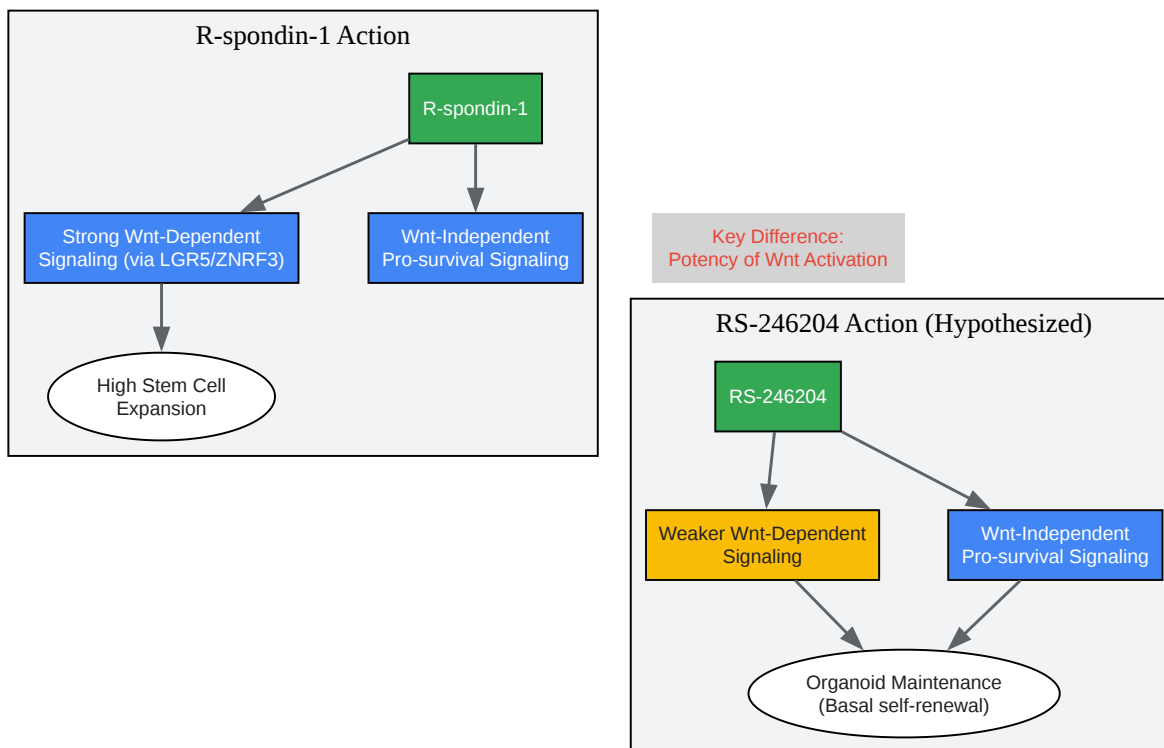 R-spondin-1 Action
R-spondin-1
Strong Wnt-Dependent
Signaling (via LGR5/ZNRF3)
Wnt-Independent
Pro-survival Signaling
High Stem Cell
Expansion
Key Difference:
Potency of Wnt Activation
RS-246204 Action (Hypothesized)
RS-246204
Weaker Wnt-Dependent
Signaling
Wnt-Independent
Pro-survival Signaling
Organoid Maintenance
(Basal self-renewal)